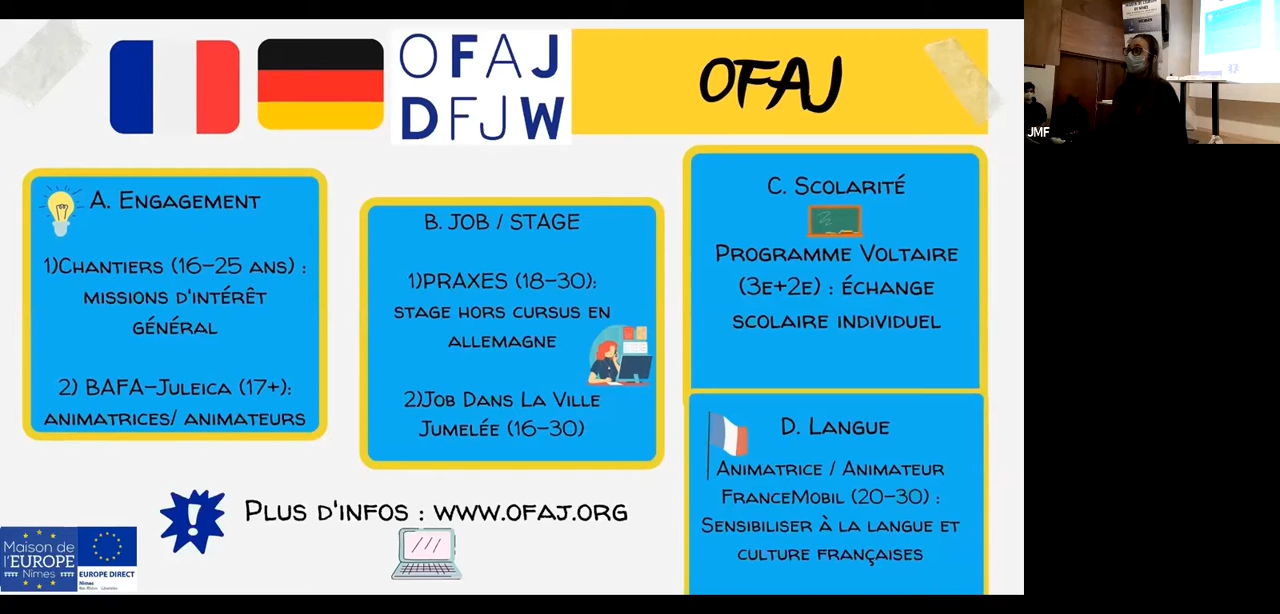 OFAJ
DFJW
OFAJ
A. Engagement
1)Chantiers (16-25 ans) :
missions d'intérêt
général
2) BAFA-Juleica (17+):
animatrices/ animateurs
B. JOB / STAGE
1)PRAXES (18-30):
stage hors cursus en
allemagne
2)Job Dans La Ville
Jumelée (16-30)
C. Scolarité
Programme Voltaire
(3e+2e) : échange
scolaire individuel
D. Langue
Animatrice / Animateur
FranceMobil (20-30) :
Sensibiliser à la langue et
culture françaises
Plus d'infos : www.ofaj.org
Maison de
l'EUROPE
Nîmes
EUROPE DIRECT
Nîmes
JMF